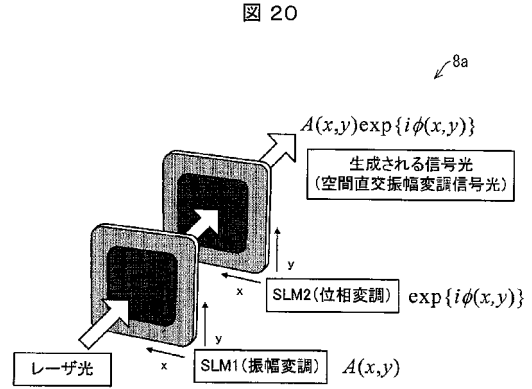 図 20
8a
A(x,y)exp{iϕ(x,y)}
生成される信号光
(空間直交振幅変調信号光)
y
x
SLM2(位相変調)
exp{iϕ(x,y)}
y
x
レーザ光
SLM1(振幅変調)
A(x,y)